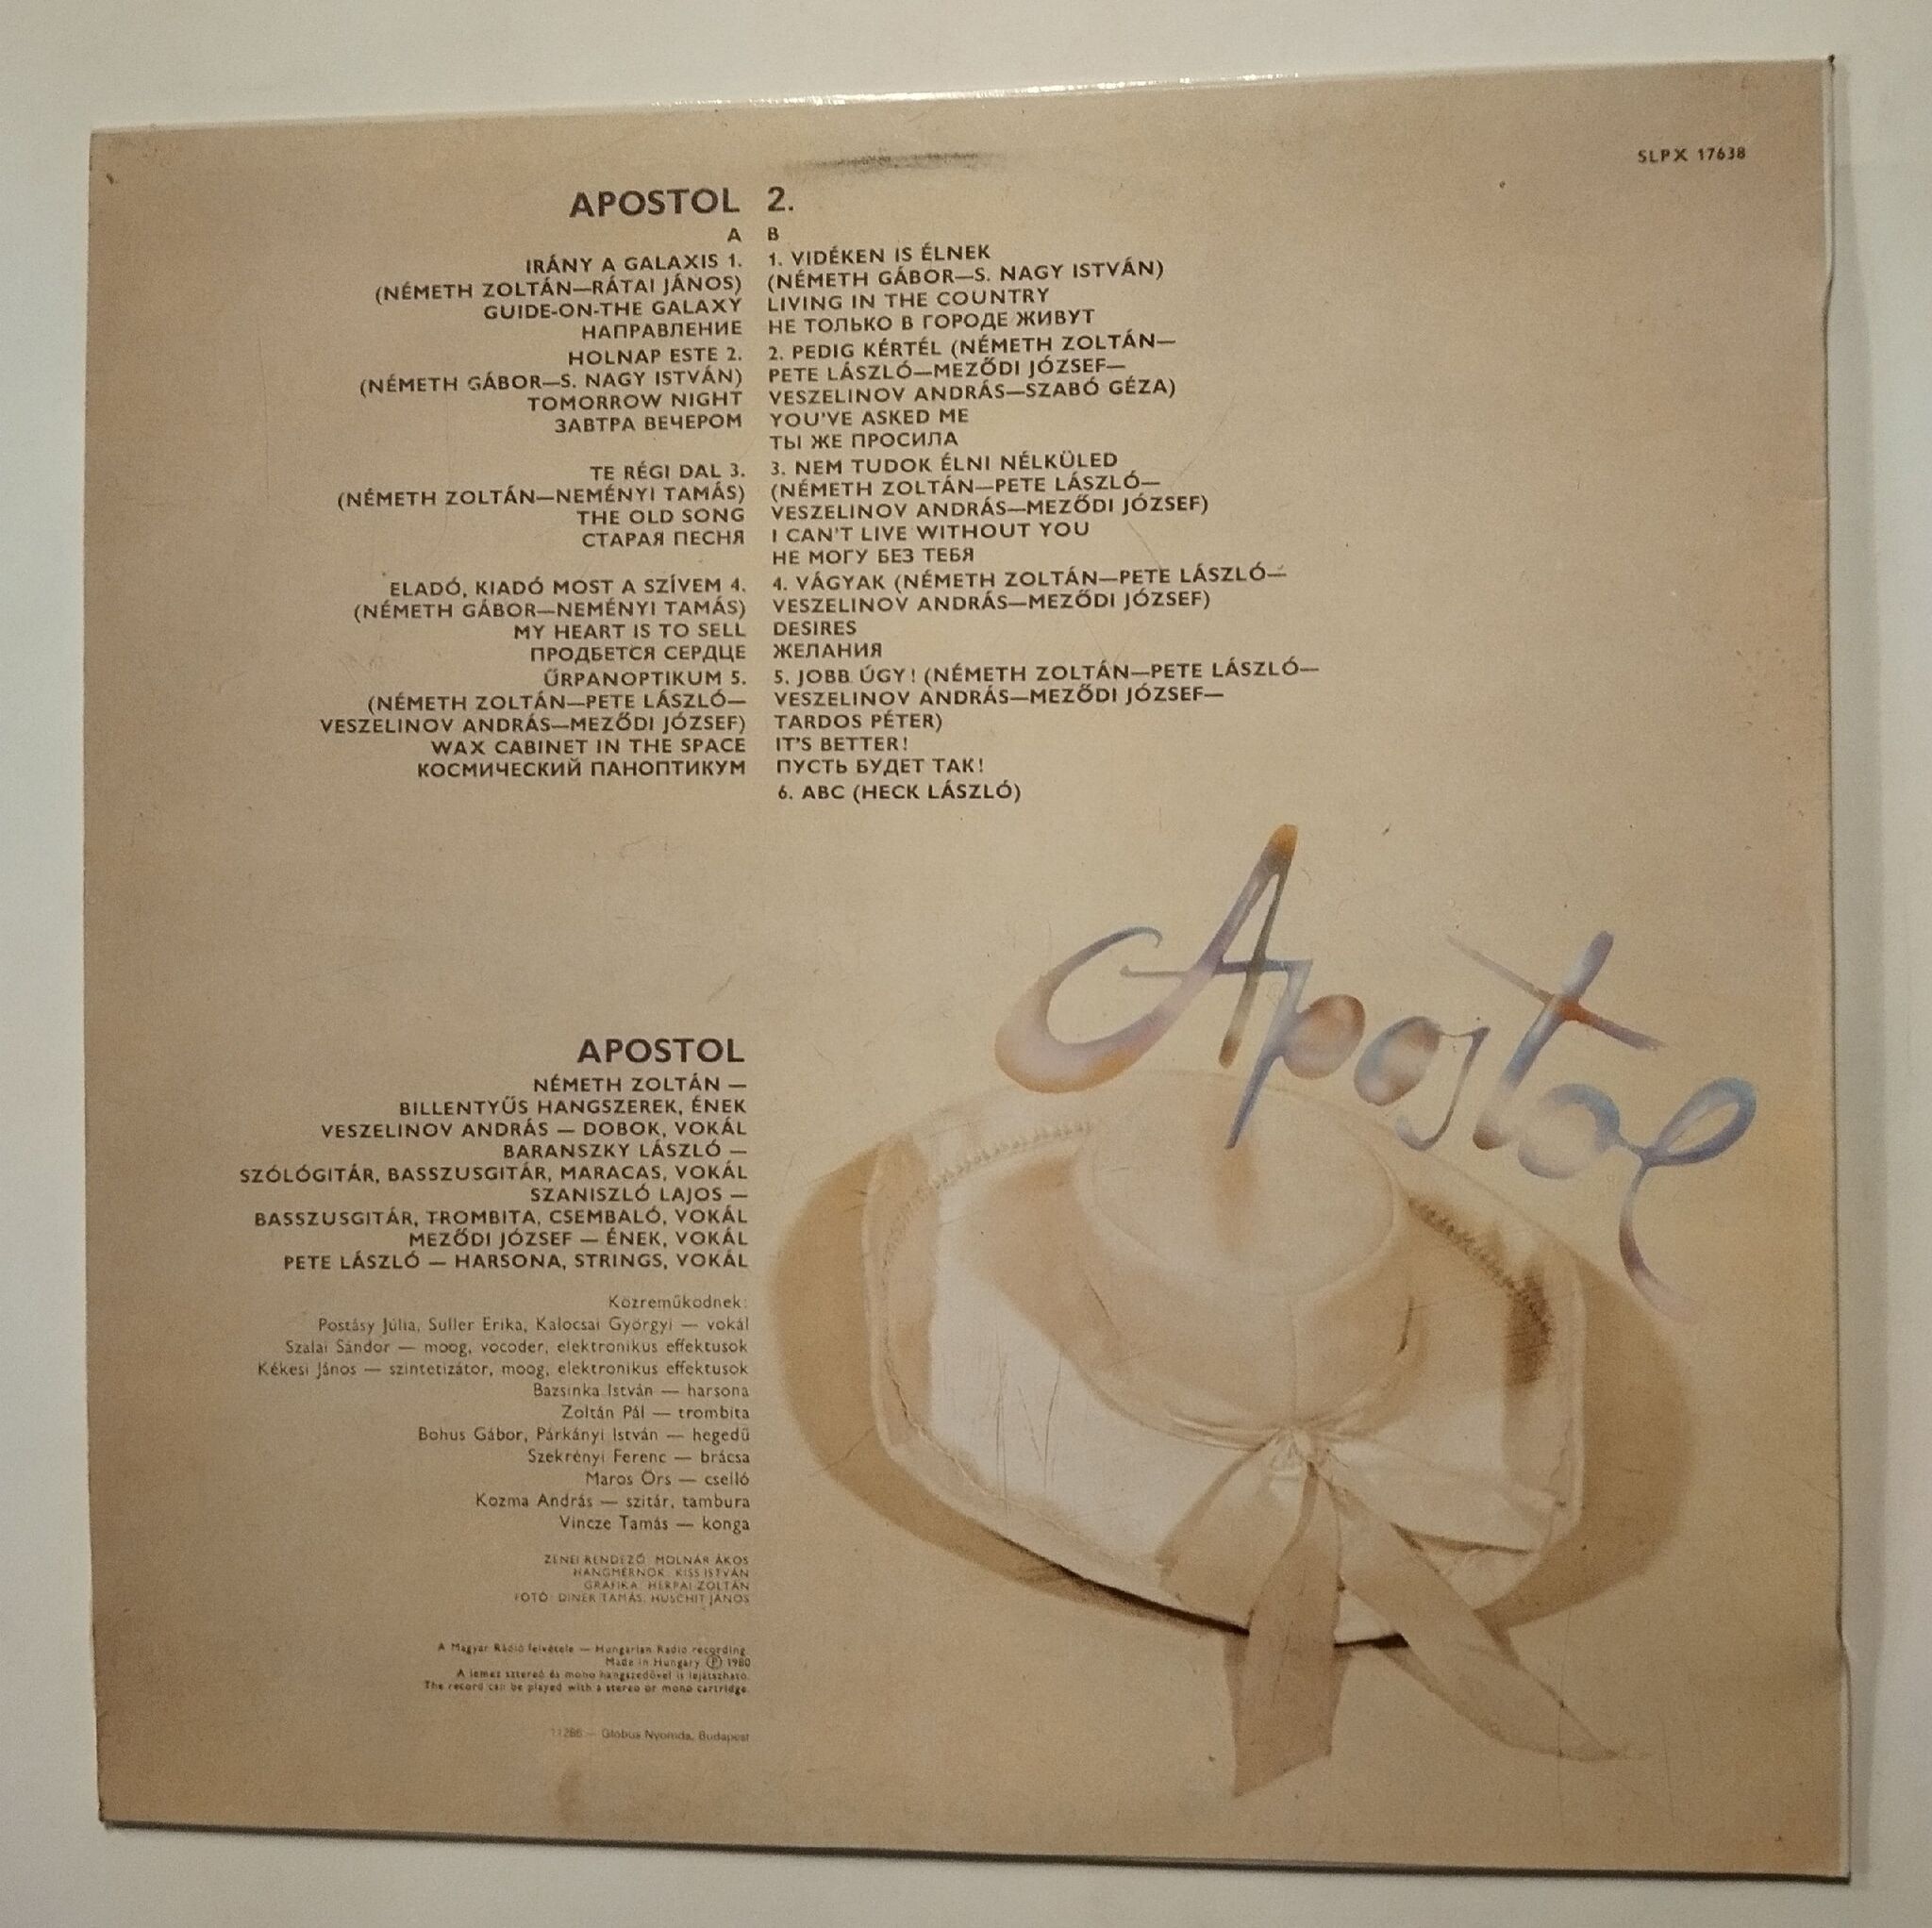 SLPX 17638
APOSTOL 2.
A
IRÁNY A GALAXIS 1.
(NÉMETH ZOLTÁN—RÁTAI JÁNOS)
GUIDE-ON-THE GALAXY
НАПРАВЛЕНИЕ
HOLNAP ESTE 2.
(NÉMETH GÁBOR—S. NAGY ISTVÁN)
TOMORROW NIGHT
ЗАВТРА ВЕЧЕРОМ
TE RÉGI DAL 3.
(NÉMETH ZOLTÁN—NEMÉNYI TAMÁS)
THE OLD SONG
СТАРАЯ ПЕСНЯ
ELADÓ, KIADÓ MOST A SZÍVEM 4.
(NÉMETH GÁBOR—NEMÉNYI TAMÁS)
MY HEART IS TO SELL
ПРОДБЕТСЯ СЕРДЦЕ
ŰRPANOPTIKUM 5.
(NÉMETH ZOLTÁN—PETE LÁSZLÓ—
VESZELINOV ANDRÁS—MEZŐDI JÓZSEF)
WAX CABINET IN THE SPACE
КОСМИЧЕСКИЙ ПАНОПТИКУМ
B
1. VIDÉKEN IS ÉLNEK
(NÉMETH GÁBOR—S. NAGY ISTVÁN)
LIVING IN THE COUNTRY
НЕ ТОЛЬКО В ГОРОДЕ ЖИВУТ
2. PEDIG KÉRTÉL (NÉMETH ZOLTÁN—
PETE LÁSZLÓ—MEZŐDI JÓZSEF—
VESZELINOV ANDRÁS—SZABÓ GÉZA)
YOU'VE ASKED ME
ТЫ ЖЕ ПРОСИЛА
3. NEM TUDOK ÉLNI NÉLKÜLED
(NÉMETH ZOLTÁN—PETE LÁSZLÓ—
VESZELINOV ANDRÁS—MEZŐDI JÓZSEF)
I CAN'T LIVE WITHOUT YOU
НЕ МОГУ БЕЗ ТЕБЯ
4. VÁGYAK (NÉMETH ZOLTÁN—PETE LÁSZLÓ—
VESZELINOV ANDRÁS—MEZŐDI JÓZSEF)
DESIRES
ЖЕЛАНИЯ
5. JOBB ÚGY! (NÉMETH ZOLTÁN—PETE LÁSZLÓ—
VESZELINOV ANDRÁS—MEZŐDI JÓZSEF—
TARDOS PÉTER)
IT'S BETTER!
ПУСТЬ БУДЕТ ТАК!
6. ABC (HECK LÁSZLÓ)
Apostol
APOSTOL
NÉMETH ZOLTÁN —
BILLENTYŰS HANGSZEREK, ÉNEK
VESZELINOV ANDRÁS — DOBOK, VOKÁL
BARANSZKY LÁSZLÓ —
SZÓLÓGITÁR, BASSZUSGITÁR, MARACAS, VOKÁL
SZANISZLÓ LAJOS —
BASSZUSGITÁR, TROMBITA, CSEMBALÓ, VOKÁL
MEZŐDI JÓZSEF — ÉNEK, VOKÁL
PETE LÁSZLÓ — HARSONA, STRINGS, VOKÁL
Közreműködnek:
Postásy Júlia, Suller Erika, Kalocsai Györgyi — vokál
Szalai Sándor — moog, vocoder, elektronikus effektusok
Kékesi János — szintetizátor, moog, elektronikus effektusok
Bazsinka István — harsona
Zoltán Pál — trombita
Bohus Gábor, Párkányi István — hegedű
Szekrényi Ferenc — brácsa
Maros Örs — cselló
Kozma András — szitár, tambura
Vincze Tamás — konga
ZENEI RENDEZŐ: MOLNÁR ÁKOS
HANGMÉRNÖK: KISS ISTVÁN
GRAFIKA: HERPAI ZOLTÁN
FOTÓ: DINER TAMÁS, HUSCHIT JÁNOS
A Magyar Rádió felvétele — Hungarian Radio recording
Made in Hungary Ⓟ 1980
A lemez sztereó és mono hangszedővel is lejátszható.
The record can be played with a stereo or mono cartridge.
11286 — Globus Nyomda, Budapest